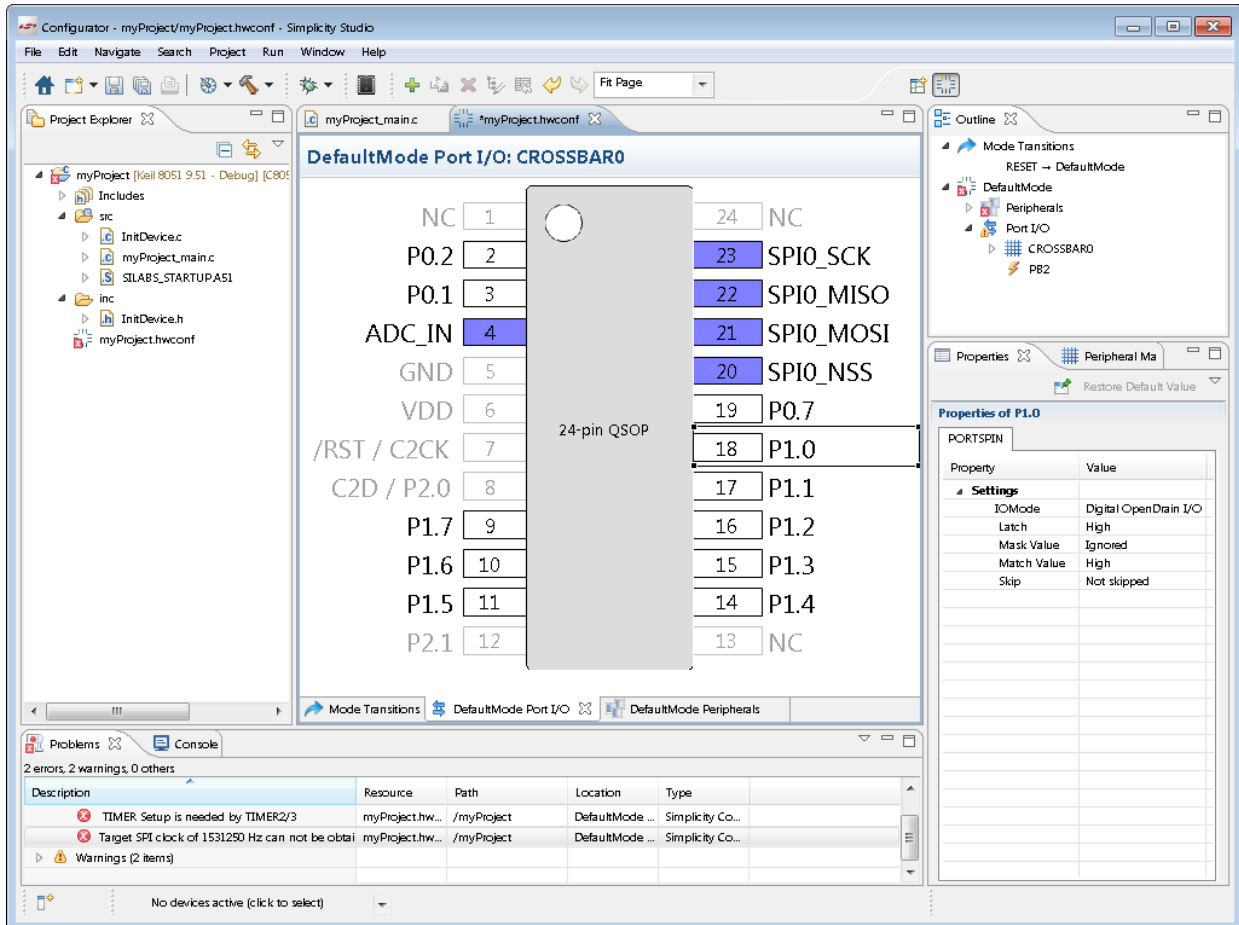 Configurator - myProject/myProject.hwconf - Simplicity Studio
File Edit Navigate Search Project Run Window Help
Fit Page
Project Explorer
myProject [Keil 8051 9.51 - Debug] [C805
Includes
src
InitDevice.c
myProject_main.c
SILABS_STARTUP.A51
inc
InitDevice.h
myProject.hwconf
myProject_main.c
*myProject.hwconf
DefaultMode Port I/O: CROSSBAR0
NC 1 24 NC
P0.2 2 23 SPI0_SCK
P0.1 3 22 SPI0_MISO
ADC_IN 4 21 SPI0_MOSI
GND 5 20 SPI0_NSS
VDD 6 19 P0.7
24-pin QSOP
/RST / C2CK 7 18 P1.0
C2D / P2.0 8 17 P1.1
P1.7 9 16 P1.2
P1.6 10 15 P1.3
P1.5 11 14 P1.4
P2.1 12 13 NC
Mode Transitions DefaultMode Port I/O DefaultMode Peripherals
Outline
Mode Transitions
RESET → DefaultMode
DefaultMode
Peripherals
Port I/O
CROSSBAR0
PB2
Properties Peripheral Ma
Restore Default Value
Properties of P1.0
PORTSPIN
Property Value
Settings
IOMode Digital OpenDrain I/O
Latch High
Mask Value Ignored
Match Value High
Skip Not skipped
Problems Console
2 errors, 2 warnings, 0 others
Description Resource Path Location Type
TIMER Setup is needed by TIMER2/3 myProject.hw... /myProject DefaultMode ... Simplicity Co...
Target SPI clock of 1531250 Hz can not be obtai myProject.hw... /myProject DefaultMode ... Simplicity Co...
Warnings (2 items)
No devices active (click to select)